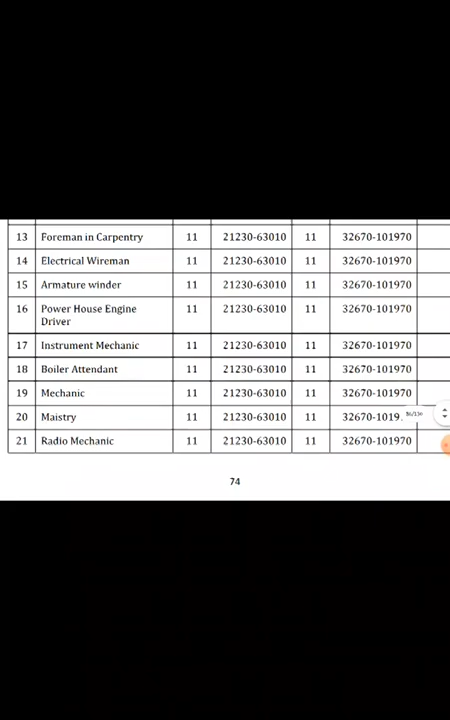 13 Foreman in Carpentry 11 21230-63010 11 32670-101970
14 Electrical Wireman 11 21230-63010 11 32670-101970
15 Armature winder 11 21230-63010 11 32670-101970
16 Power House Engine 11 21230-63010 11 32670-101970
Driver
17 Instrument Mechanic 11 21230-63010 11 32670-101970
18 Boiler Attendant 11 21230-63010 11 32670-101970
19 Mechanic 11 21230-63010 11 32670-101970
20 Maistry 11 21230-63010 11 32670-1019
21 Radio Mechanic 11 21230-63010 11 32670-101970
74